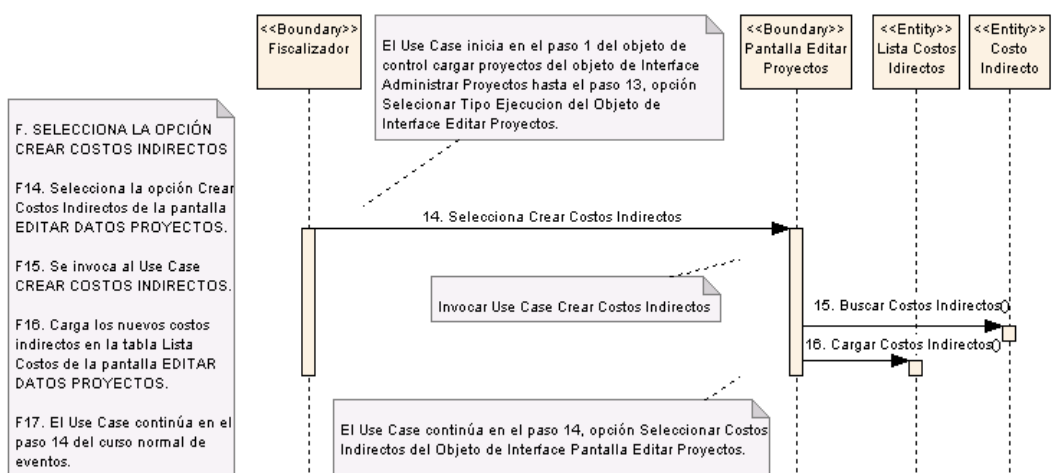 <<Boundary>>
Fiscalizador
El Use Case inicia en el paso 1 del objeto de
control cargar proyectos del objeto de Interface
Administrar Proyectos hasta el paso 13, opción
Selecionar Tipo Ejecucion del Objeto de
Interface Editar Proyectos.
<<Boundary>>
Pantalla Editar
Proyectos
<<Entity>>
Lista Costos
Idirectos
<<Entity>>
Costo
Indirecto
F. SELECCIONA LA OPCIÓN
CREAR COSTOS INDIRECTOS
F14. Selecciona la opción Crear
Costos Indirectos de la pantalla
EDITAR DATOS PROYECTOS.
F15. Se invoca al Use Case
CREAR COSTOS INDIRECTOS.
F16. Carga los nuevos costos
indirectos en la tabla Lista
Costos de la pantalla EDITAR
DATOS PROYECTOS.
F17. El Use Case continúa en el
paso 14 del curso normal de
eventos.
14. Selecciona Crear Costos Indirectos
Invocar Use Case Crear Costos Indirectos
15. Buscar Costos Indirectos()
16. Cargar Costos Indirectos()
El Use Case continúa en el paso 14, opción Seleccionar Costos
Indirectos del Objeto de Interface Pantalla Editar Proyectos.